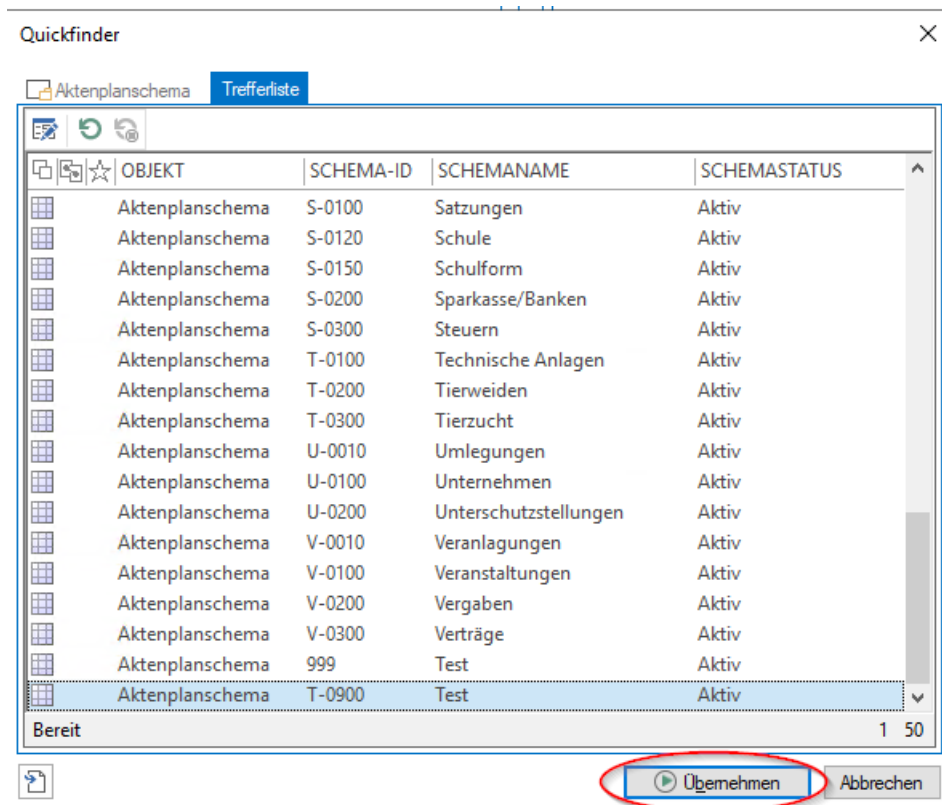 Quickfinder
Aktenplanschema Trefferliste
OBJEKT SCHEMA-ID SCHEMANAME SCHEMASTATUS
Aktenplanschema S-0100 Satzungen Aktiv
Aktenplanschema S-0120 Schule Aktiv
Aktenplanschema S-0150 Schulform Aktiv
Aktenplanschema S-0200 Sparkasse/Banken Aktiv
Aktenplanschema S-0300 Steuern Aktiv
Aktenplanschema T-0100 Technische Anlagen Aktiv
Aktenplanschema T-0200 Tierweiden Aktiv
Aktenplanschema T-0300 Tierzucht Aktiv
Aktenplanschema U-0010 Umlegungen Aktiv
Aktenplanschema U-0100 Unternehmen Aktiv
Aktenplanschema U-0200 Unterschutzstellungen Aktiv
Aktenplanschema V-0010 Veranlagungen Aktiv
Aktenplanschema V-0100 Veranstaltungen Aktiv
Aktenplanschema V-0200 Vergaben Aktiv
Aktenplanschema V-0300 Verträge Aktiv
Aktenplanschema 999 Test Aktiv
Aktenplanschema T-0900 Test Aktiv
Bereit 1 50
Übernehmen Abbrechen